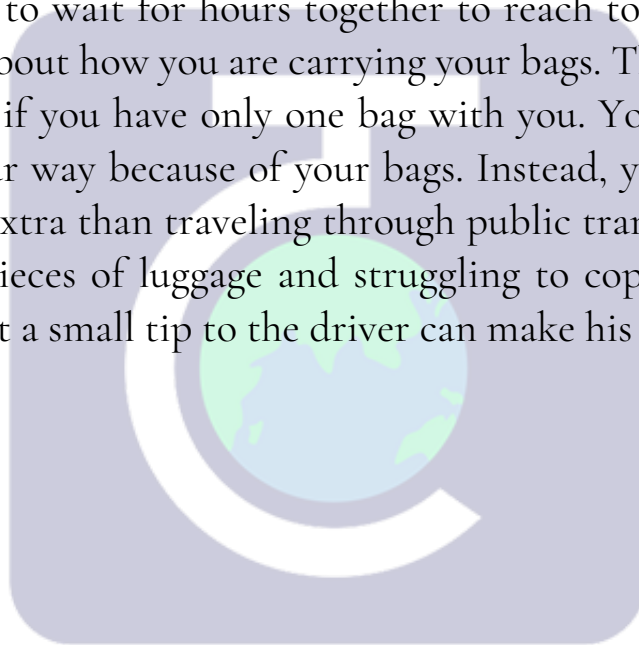 to wait for hours together to reach to
bout how you are carrying your bags. T
if you have only one bag with you. Yo
r way because of your bags. Instead, y
xtra than traveling through public tran
ieces of luggage and struggling to cop
t a small tip to the driver can make his